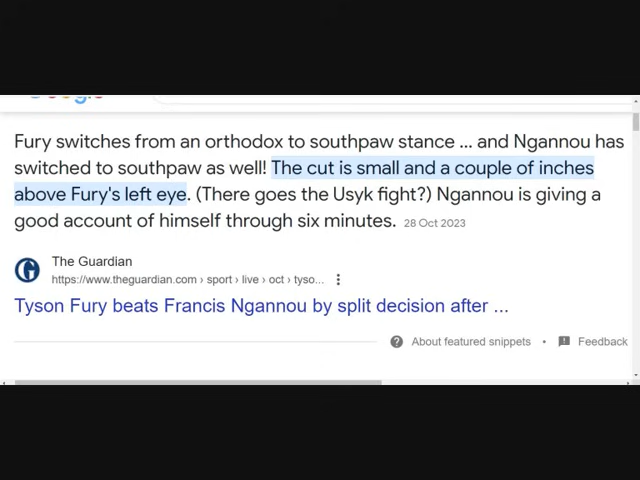 Fury switches from an orthodox to southpaw stance ... and Ngannou has
switched to southpaw as well! The cut is small and a couple of inches
above Fury's left eye. (There goes the Usyk fight?) Ngannou is giving a
good account of himself through six minutes. 28 Oct 2023
The Guardian
https://www.theguardian.com › sport › live › oct › tyso...
Tyson Fury beats Francis Ngannou by split decision after ...
About featured snippets • Feedback